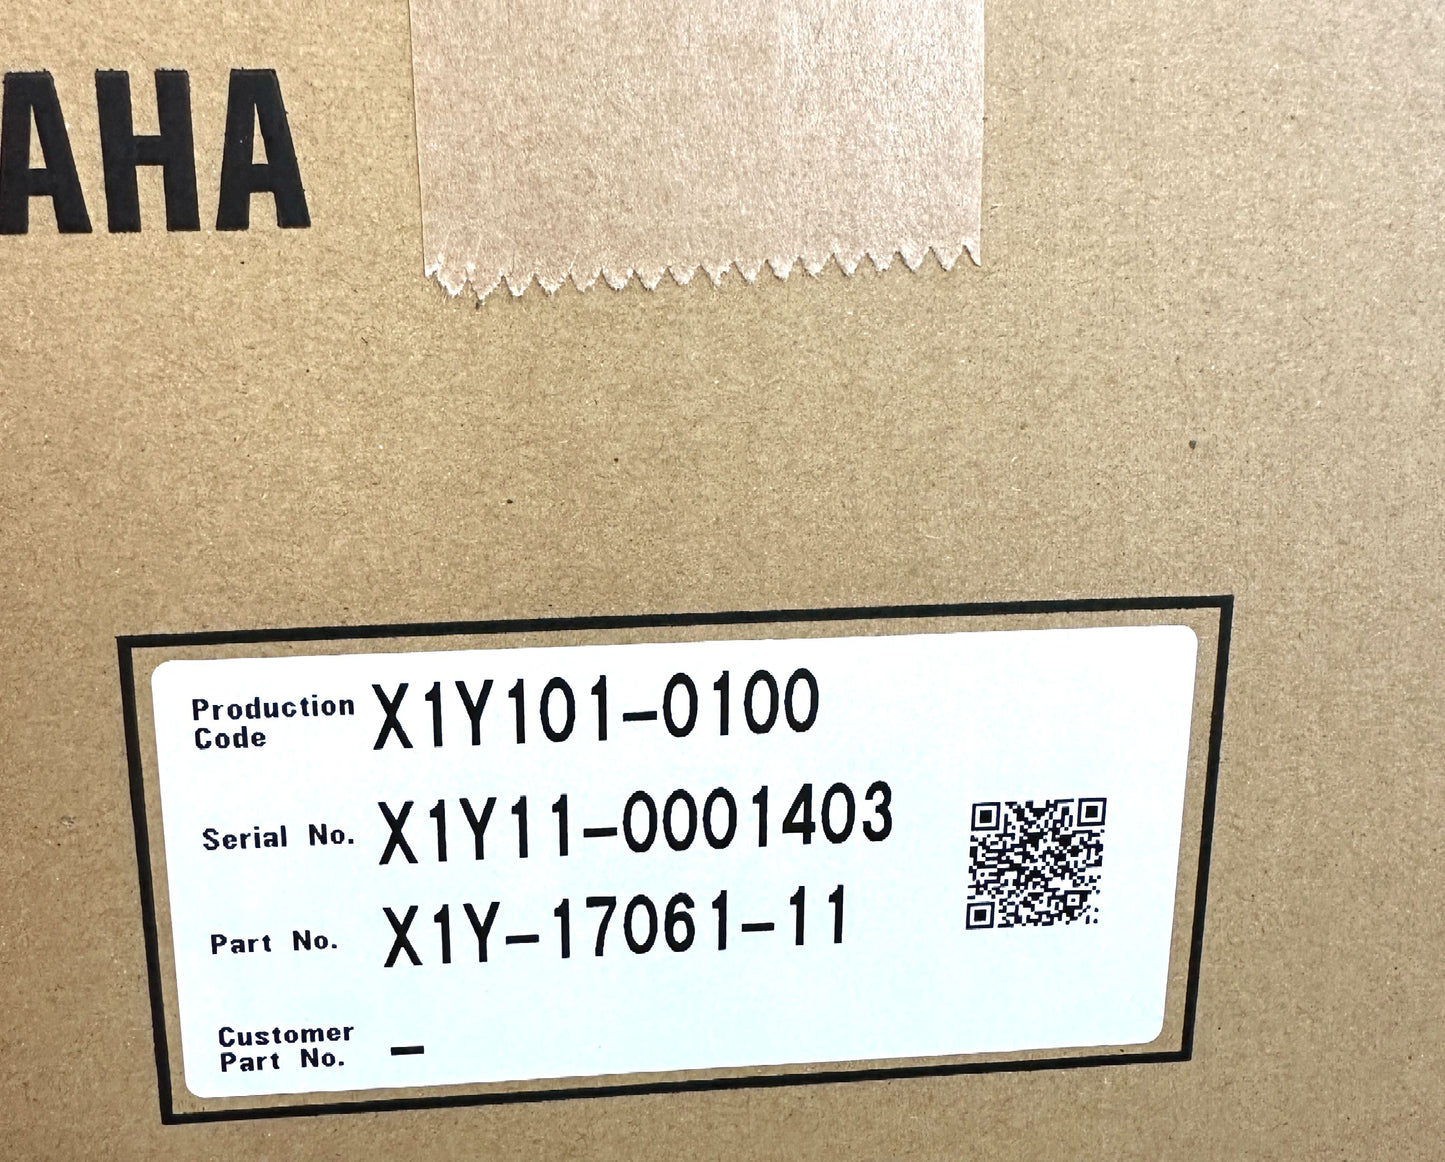 AHA
Production Code X1Y101-0100
Serial No. X1Y11-0001403
Part No. X1Y-17061-11
Customer Part No. -